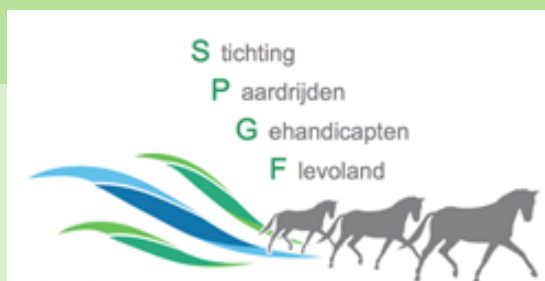 S tichting
P aardrijden
G ehandicapten
F levoland